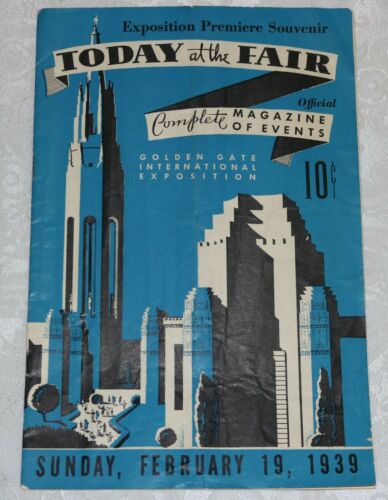 Exposition Premiere Souvenir
TODAY at the FAIR
Official
Complete MAGAZINE
OF EVENTS
GOLDEN GATE
INTERNATIONAL
EXPOSITION
10¢
SUNDAY, FEBRUARY 19, 1939